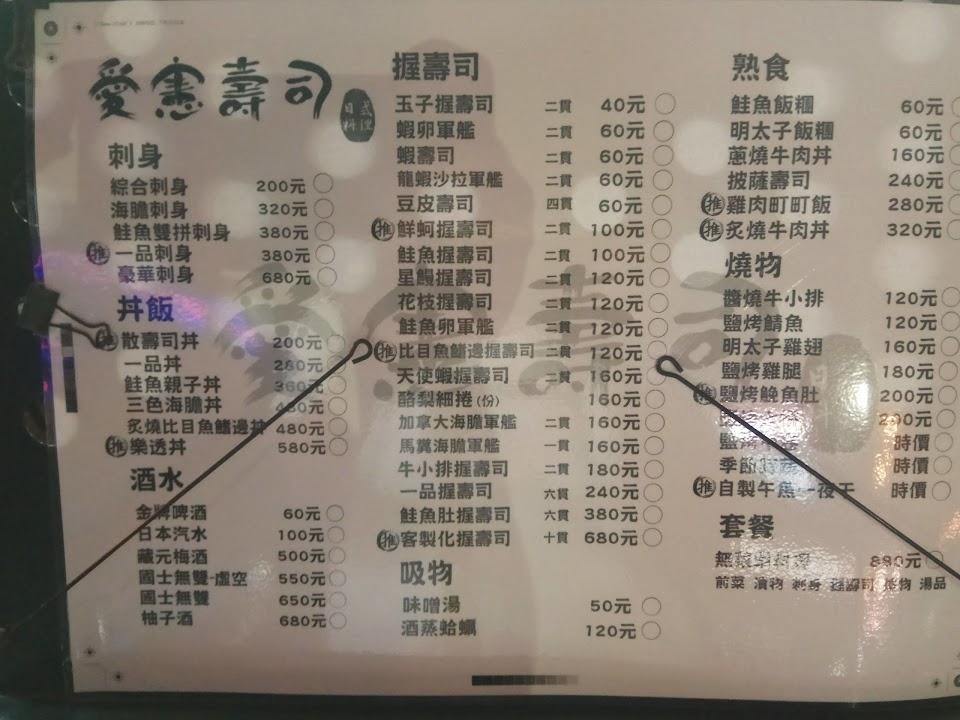 愛憲壽司
刺身
綜合刺身 200元
海膽刺身 320元
鮭魚雙拼刺身 380元
推 一品刺身 380元
豪華刺身 680元
丼飯
散壽司丼 200元
一品丼 280元
鮭魚親子丼 360元
三色海膽丼 480元
炙燒比目魚鰭邊丼 480元
推 樂透丼 580元
酒水
金牌啤酒 60元
日本汽水 100元
藏元梅酒 500元
國士無雙-虛空 550元
國士無雙 650元
柚子酒 680元
握壽司
玉子握壽司 二貫 40元
蝦卵軍艦 二貫 60元
蝦壽司 二貫 60元
龍蝦沙拉軍艦 二貫 60元
豆皮壽司 四貫 60元
推 鮮蚵握壽司 二貫 100元
鮭魚握壽司 二貫 100元
星鰻握壽司 二貫 120元
花枝握壽司 二貫 120元
鮭魚卵軍艦 二貫 120元
推 比目魚鰭邊握壽司 二貫 120元
天使蝦握壽司 二貫 160元
酪梨細捲(份) 160元
加拿大海膽軍艦 二貫 160元
馬糞海膽軍艦 一貫 160元
牛小排握壽司 二貫 180元
一品握壽司 六貫 240元
鮭魚肚握壽司 六貫 380元
推 客製化握壽司 十貫 680元
吸物
味噌湯 50元
酒蒸蛤蠣 120元
熟食
鮭魚飯糰 60元
明太子飯糰 60元
蔥燒牛肉丼 160元
披薩壽司 240元
推 雞肉町町飯 280元
推 炙燒牛肉丼 320元
燒物
醬燒牛小排 120元
鹽烤鯖魚 120元
明太子雞翅 160元
鹽烤雞腿 180元
推 鹽烤鮸魚肚 200元
時價
季節 時價
推 自製午魚一夜干 時價
套餐
880元
前菜 漬物 刺身 握壽司 燒物 湯品